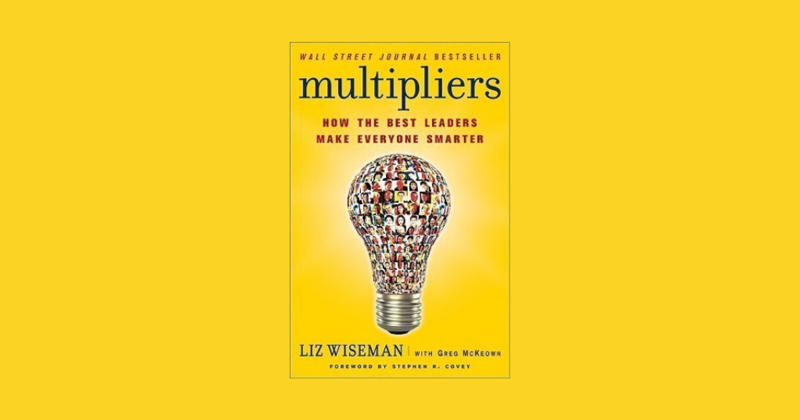 WALL STREET JOURNAL BESTSELLER
multipliers
HOW THE BEST LEADERS
MAKE EVERYONE SMARTER
LIZ WISEMAN | WITH GREG MCKEOWN
FOREWORD BY STEPHEN R. COVEY